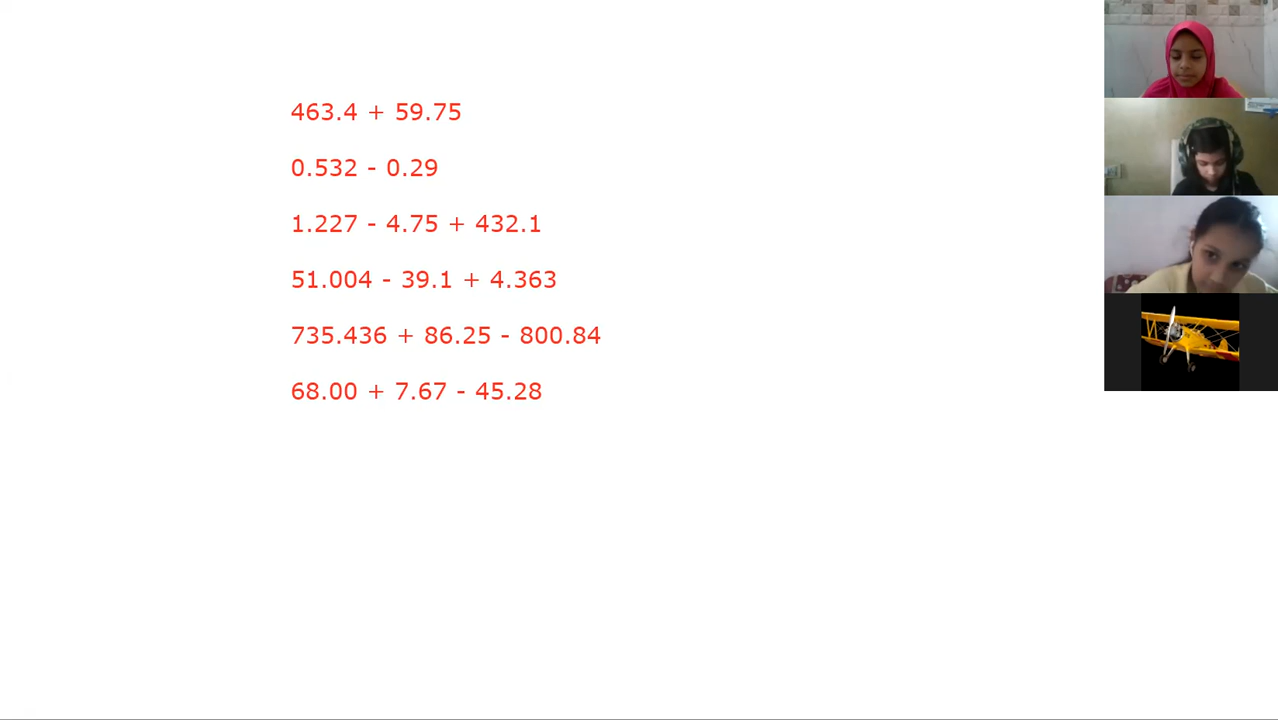 463.4 + 59.75
0.532 - 0.29
1.227 - 4.75 + 432.1
51.004 - 39.1 + 4.363
735.436 + 86.25 - 800.84
68.00 + 7.67 - 45.28